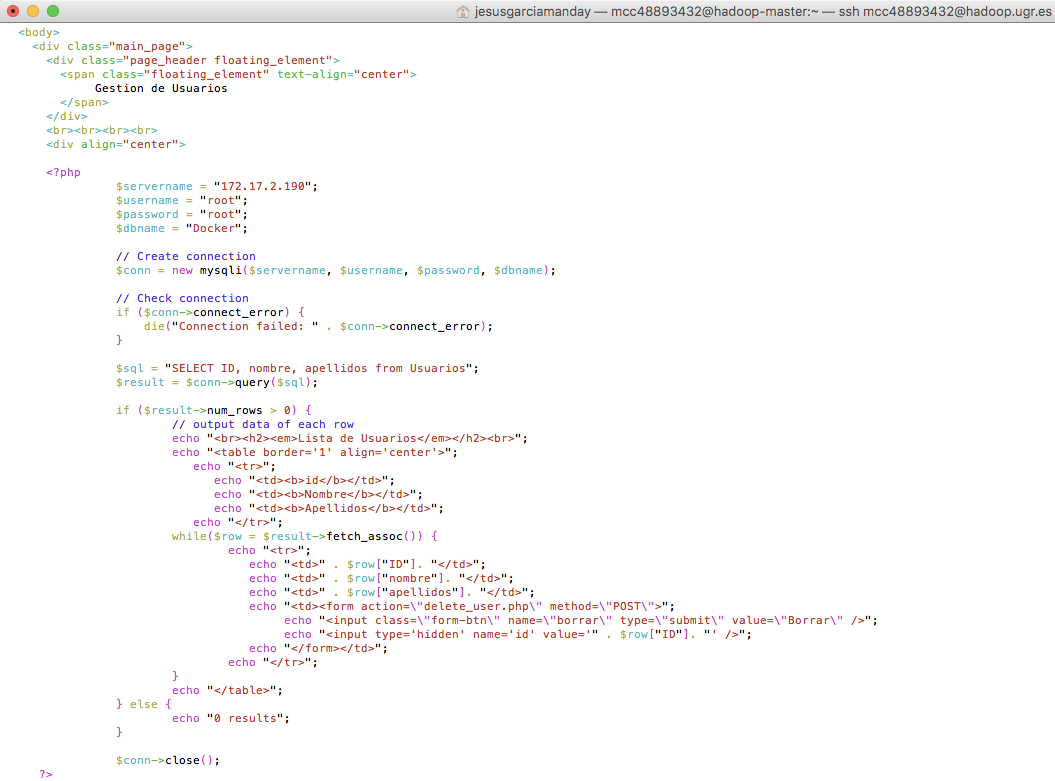 jesusgarciamanday — mcc48893432@hadoop-master:~ — ssh mcc48893432@hadoop.ugr.es
<body>
<div class="main_page">
<div class="page_header floating_element">
<span class="floating_element" text-align="center">
Gestion de Usuarios
</span>
</div>
<br><br><br><br>
<div align="center">
<?php
$servername = "172.17.2.190";
$username = "root";
$password = "root";
$dbname = "Docker";
// Create connection
$conn = new mysqli($servername, $username, $password, $dbname);
// Check connection
if ($conn->connect_error) {
die("Connection failed: " . $conn->connect_error);
}
$sql = "SELECT ID, nombre, apellidos from Usuarios";
$result = $conn->query($sql);
if ($result->num_rows > 0) {
// output data of each row
echo "<br><h2><em>Lista de Usuarios</em></h2><br>";
echo "<table border='1' align='center'>";
echo "<tr>";
echo "<td><b>id</b></td>";
echo "<td><b>Nombre</b></td>";
echo "<td><b>Apellidos</b></td>";
echo "</tr>";
while($row = $result->fetch_assoc()) {
echo "<tr>";
echo "<td>" . $row["ID"]. "</td>";
echo "<td>" . $row["nombre"]. "</td>";
echo "<td>" . $row["apellidos"]. "</td>";
echo "<td><form action=\"delete_user.php\" method=\"POST\">";
echo "<input class=\"form-btn\" name=\"borrar\" type=\"submit\" value=\"Borrar\" />";
echo "<input type='hidden' name='id' value='" . $row["ID"]. "' />";
echo "</form></td>";
echo "</tr>";
}
echo "</table>";
} else {
echo "0 results";
}
$conn->close();
?>